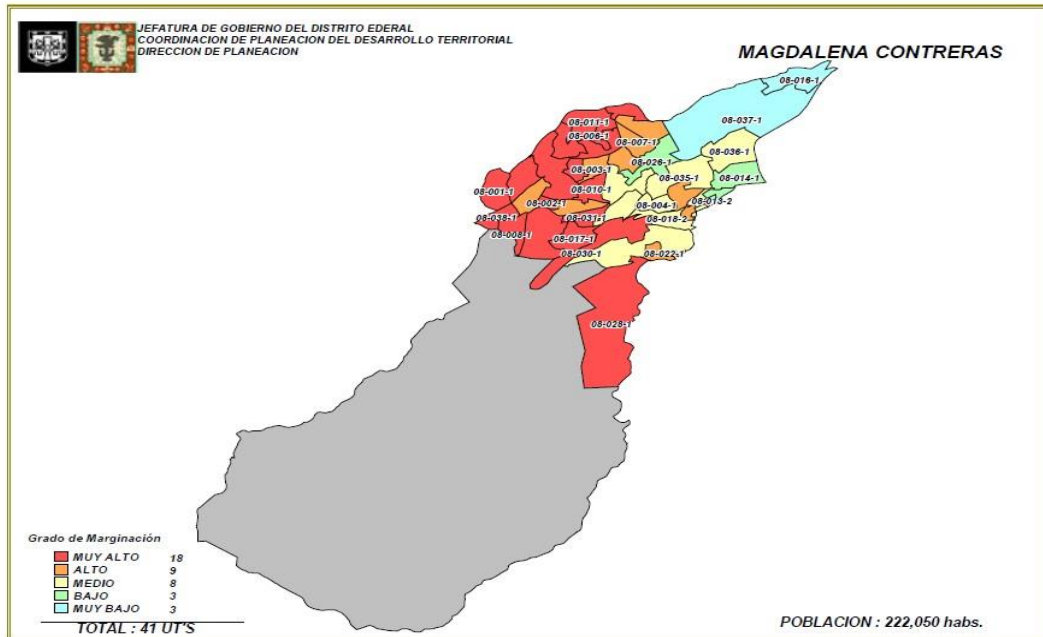 JEFATURA DE GOBIERNO DEL DISTRITO EDERAL
COORDINACION DE PLANEACION DEL DESARROLLO TERRITORIAL
DIRECCION DE PLANEACION
MAGDALENA CONTRERAS
08-016-1
08-037-1
08-011-1
08-006-1
08-007-1
08-036-1
08-026-1
08-003-1
08-035-1
08-014-1
08-001-1
08-010-1
08-002-1
08-004-1
08-013-2
08-038-1
08-031-1
08-018-2
08-008-1
08-017-1
08-030-1
08-022-1
08-028-1
Grado de Marginación
MUY ALTO 18
ALTO 9
MEDIO 8
BAJO 3
MUY BAJO 3
TOTAL : 41 UT'S
POBLACION : 222,050 habs.